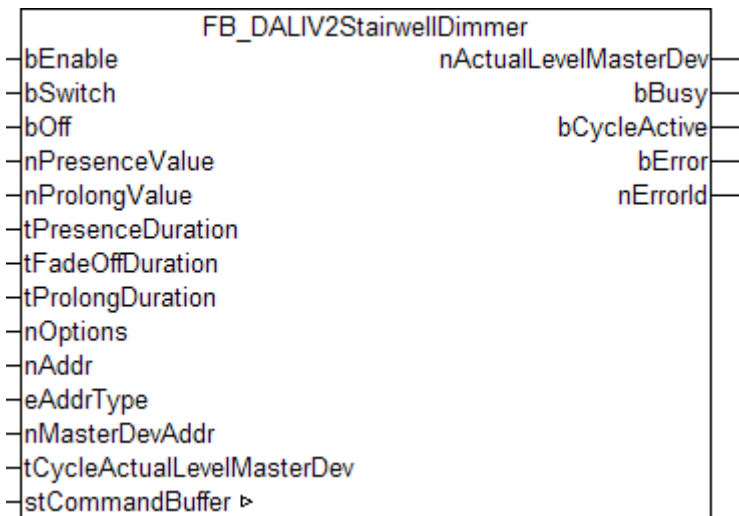 FB_DALIV2StairwellDimmer
bEnable nActualLevelMasterDev
bSwitch bBusy
bOff bCycleActive
nPresenceValue bError
nProlongValue nErrorId
tPresenceDuration
tFadeOffDuration
tProlongDuration
nOptions
nAddr
eAddrType
nMasterDevAddr
tCycleActualLevelMasterDev
stCommandBuffer ▹